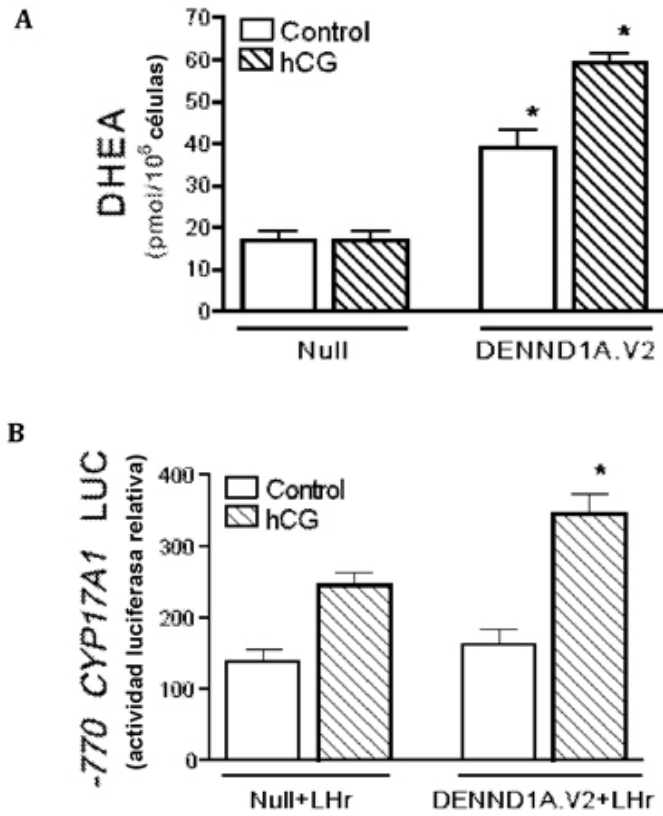 A
Control
hCG
DHEA
(pmol/10⁶ células)
70
60
50
40
30
20
10
0
*
*
Null
DENND1A.V2
B
Control
hCG
-770 CYP17A1 LUC
(actividad luciferasa relativa)
400
300
200
100
0
*
Null+LHr
DENND1A.V2+LHr